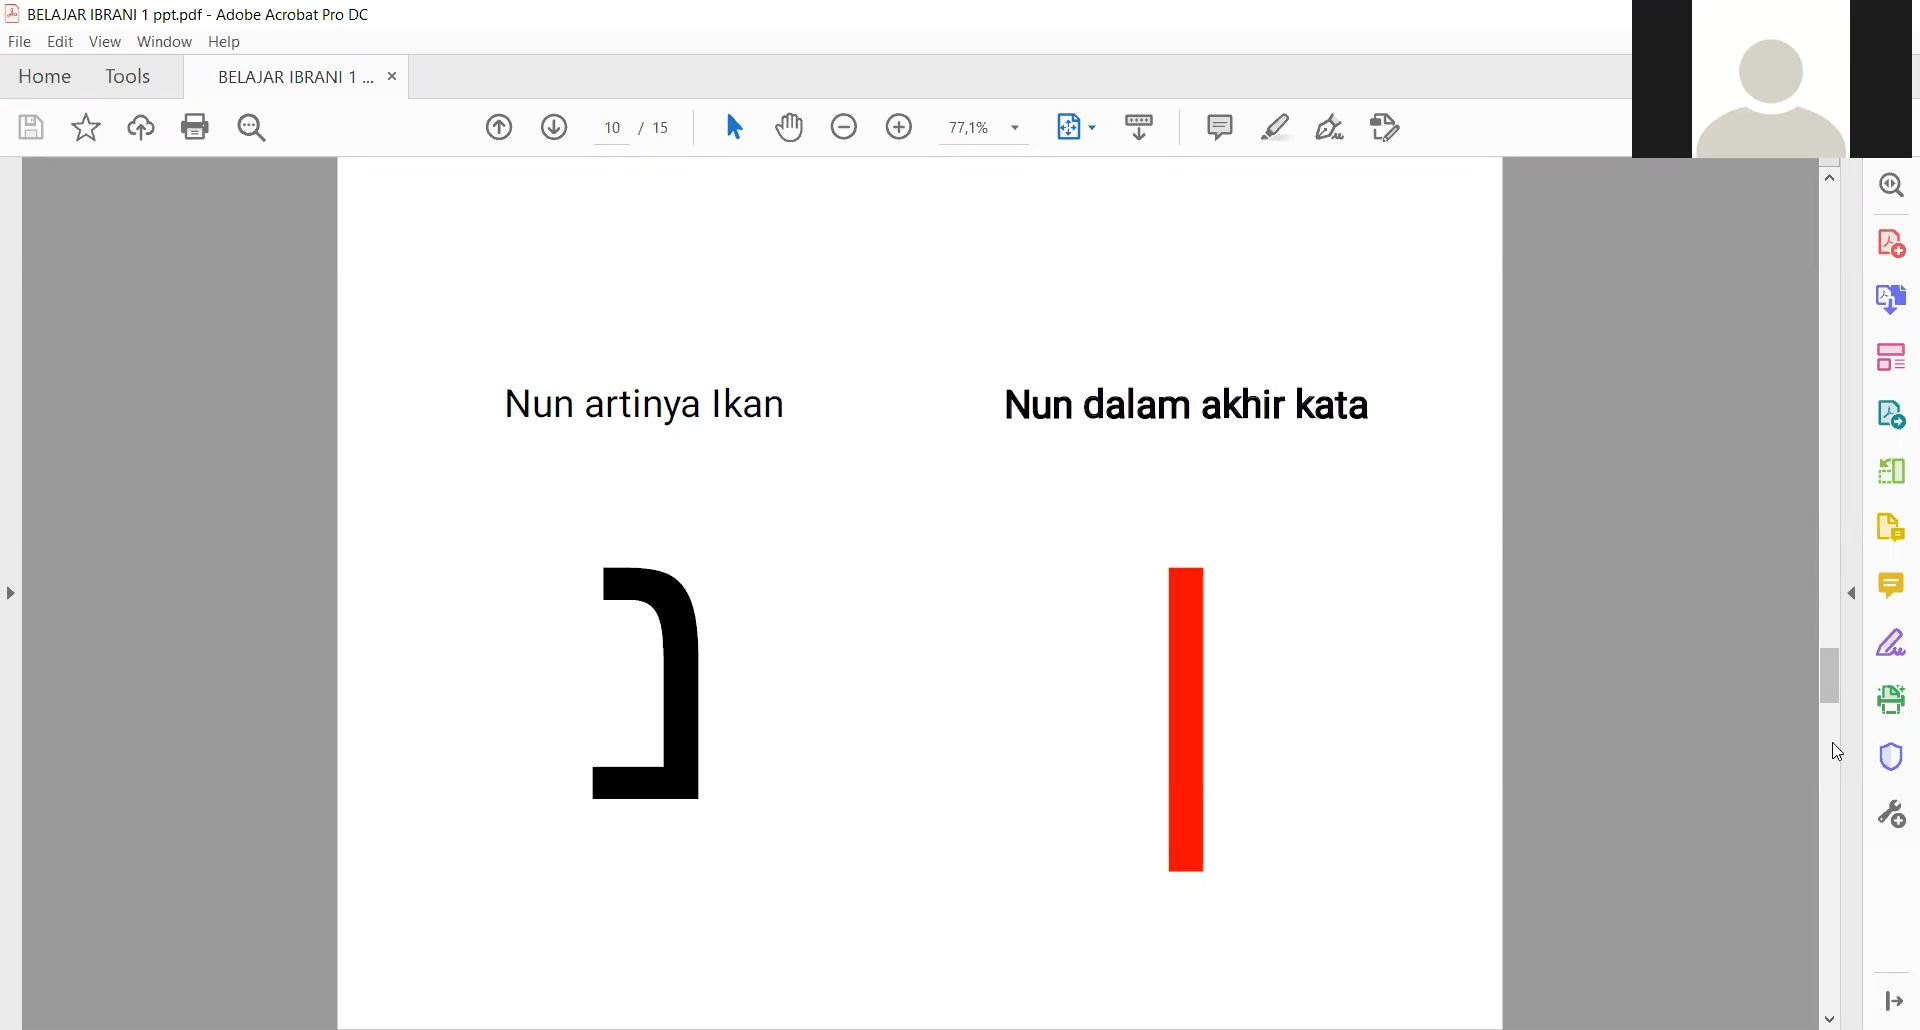 BELAJAR IBRANI 1 ppt.pdf - Adobe Acrobat Pro DC
File Edit View Window Help
Home Tools BELAJAR IBRANI 1 ... ×
10 / 15 77,1%
Nun artinya Ikan
Nun dalam akhir kata
נ
ן